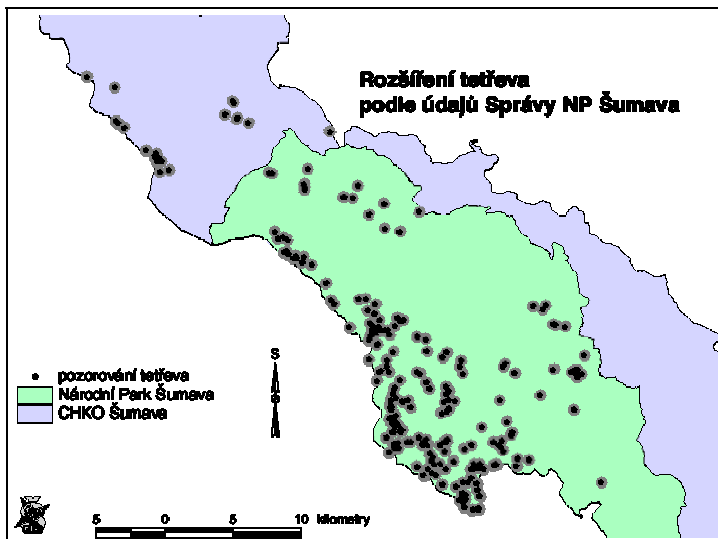 Rozšíření tetřeva
podle údajů Správy NP Šumava
S
pozorování tetřeva
Národní Park Šumava
CHKO Šumava
5 0 5 10 kilometry